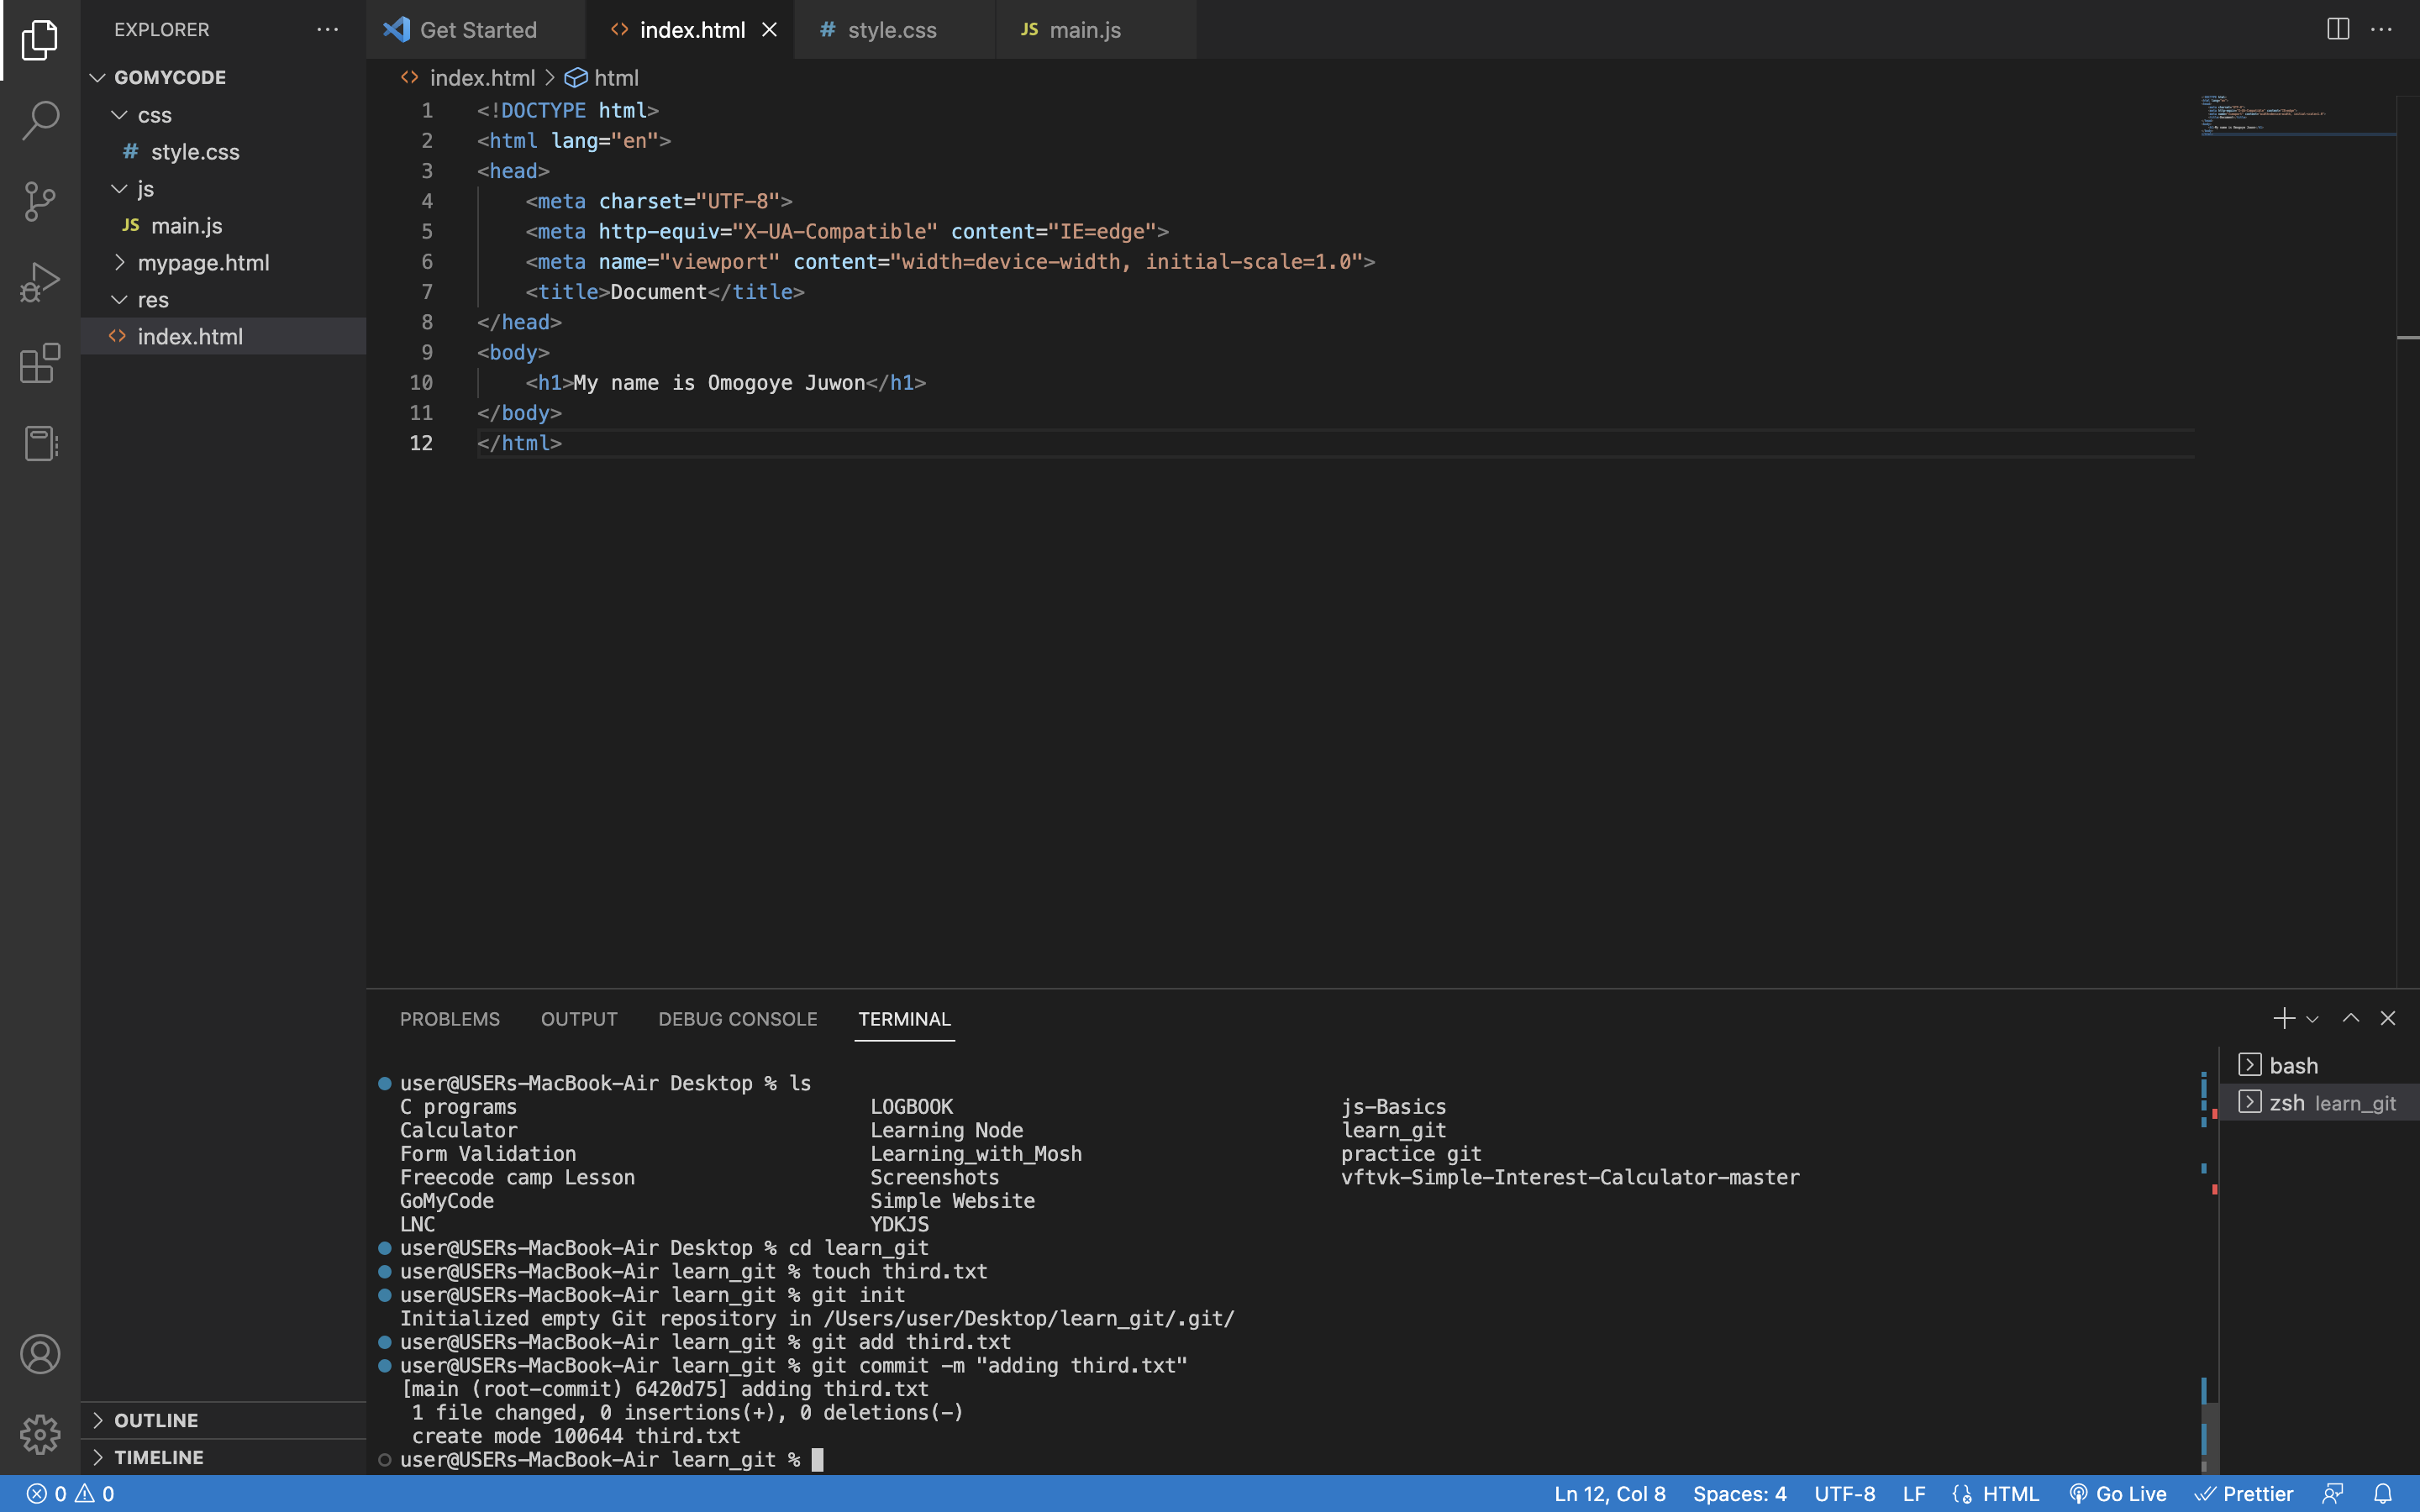 EXPLORER
GOMYCODE
css
# style.css
js
JS main.js
mypage.html
res
<> index.html
OUTLINE
TIMELINE
Get Started
<> index.html
# style.css
JS main.js
<> index.html > html
1 <!DOCTYPE html>
2 <html lang="en">
3 <head>
4     <meta charset="UTF-8">
5     <meta http-equiv="X-UA-Compatible" content="IE=edge">
6     <meta name="viewport" content="width=device-width, initial-scale=1.0">
7     <title>Document</title>
8 </head>
9 <body>
10     <h1>My name is Omogoye Juwon</h1>
11 </body>
12 </html>
PROBLEMS OUTPUT DEBUG CONSOLE TERMINAL
user@USERs-MacBook-Air Desktop % ls
C programs LOGBOOK js-Basics
Calculator Learning Node learn_git
Form Validation Learning_with_Mosh practice git
Freecode camp Lesson Screenshots vftvk-Simple-Interest-Calculator-master
GoMyCode Simple Website
LNC YDKJS
user@USERs-MacBook-Air Desktop % cd learn_git
user@USERs-MacBook-Air learn_git % touch third.txt
user@USERs-MacBook-Air learn_git % git init
Initialized empty Git repository in /Users/user/Desktop/learn_git/.git/
user@USERs-MacBook-Air learn_git % git add third.txt
user@USERs-MacBook-Air learn_git % git commit -m "adding third.txt"
[main (root-commit) 6420d75] adding third.txt
 1 file changed, 0 insertions(+), 0 deletions(-)
 create mode 100644 third.txt
user@USERs-MacBook-Air learn_git %
bash
zsh learn_git
0 0
Ln 12, Col 8 Spaces: 4 UTF-8 LF HTML Go Live Prettier